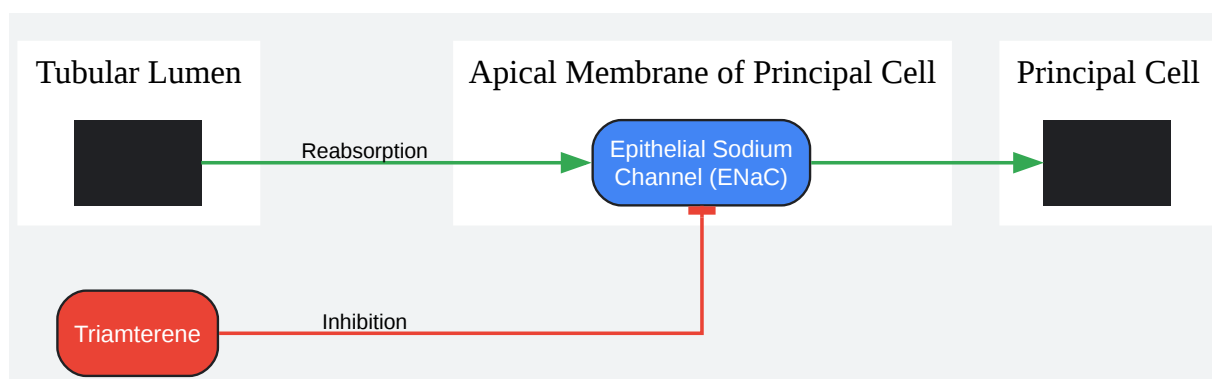 Tubular Lumen
Apical Membrane of Principal Cell
Principal Cell
Reabsorption
Epithelial Sodium
Channel (ENaC)
Triamterene
Inhibition